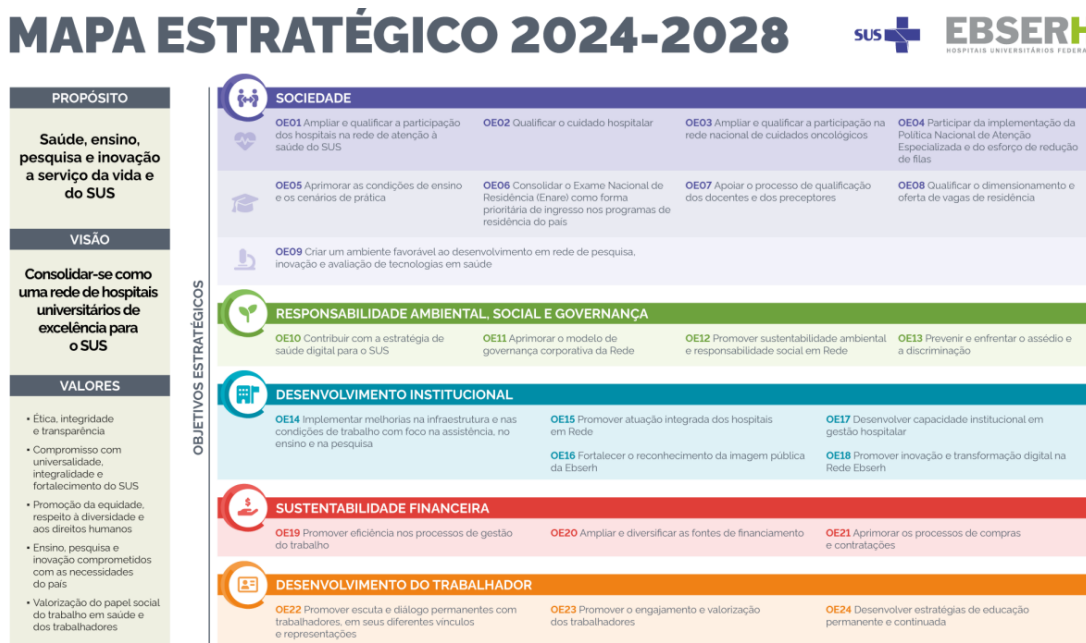 MAPA ESTRATÉGICO 2024-2028
SUS
EBSERH
HOSPITAIS UNIVERSITÁRIOS
PROPÓSITO
Saúde, ensino,
pesquisa e inovação
a serviço da vida e
do SUS
VISÃO
Consolidar-se como
uma rede de hospitais
universitários de
excelência para
o SUS
VALORES
• Ética, integridade
e transparência
• Compromisso com
universalidade,
integralidade e
fortalecimento do SUS
• Promoção da equidade,
respeito à diversidade e
aos direitos humanos
• Ensino, pesquisa e
inovação comprometidos
com as necessidades
do país
• Valorização do papel social
do trabalho em saúde e
dos trabalhadores
OBJETIVOS ESTRATÉGICOS
SOCIEDADE
OE01 Ampliar e qualificar a participação
dos hospitais na rede de atenção à
saúde do SUS
OE02 Qualificar o cuidado hospitalar
OE03 Ampliar e qualificar a participação na
rede nacional de cuidados oncológicos
OE04 Participar da implementação da
Política Nacional de Atenção
Especializada e do esforço de redução
de filas
OE05 Aprimorar as condições de ensino
e os cenários de prática
OE06 Consolidar o Exame Nacional de
Residência (Enare) como forma
prioritária de ingresso nos programas de
residência do país
OE07 Apoiar o processo de qualificação
dos docentes e dos preceptores
OE08 Qualificar o dimensionamento e
oferta de vagas de residência
OE09 Criar um ambiente favorável ao desenvolvimento em rede de pesquisa,
inovação e avaliação de tecnologias em saúde
RESPONSABILIDADE AMBIENTAL, SOCIAL E GOVERNANÇA
OE10 Contribuir com a estratégia de
saúde digital para o SUS
OE11 Aprimorar o modelo de
governança corporativa da Rede
OE12 Promover sustentabilidade ambiental
e responsabilidade social em Rede
OE13 Prevenir e enfrentar o assédio e
a discriminação
DESENVOLVIMENTO INSTITUCIONAL
OE14 Implementar melhorias na infraestrutura e nas
condições de trabalho com foco na assistência, no
ensino e na pesquisa
OE15 Promover atuação integrada dos hospitais
em Rede
OE16 Fortalecer o reconhecimento da imagem pública
da Ebserh
OE17 Desenvolver capacidade institucional em
gestão hospitalar
OE18 Promover inovação e transformação digital na
Rede Ebserh
SUSTENTABILIDADE FINANCEIRA
OE19 Promover eficiência nos processos de gestão
do trabalho
OE20 Ampliar e diversificar as fontes de financiamento
OE21 Aprimorar os processos de compras
e contratações
DESENVOLVIMENTO DO TRABALHADOR
OE22 Promover escuta e diálogo permanentes com
trabalhadores, em seus diferentes vínculos
e representações
OE23 Promover o engajamento e valorização
dos trabalhadores
OE24 Desenvolver estratégias de educação
permanente e continuada